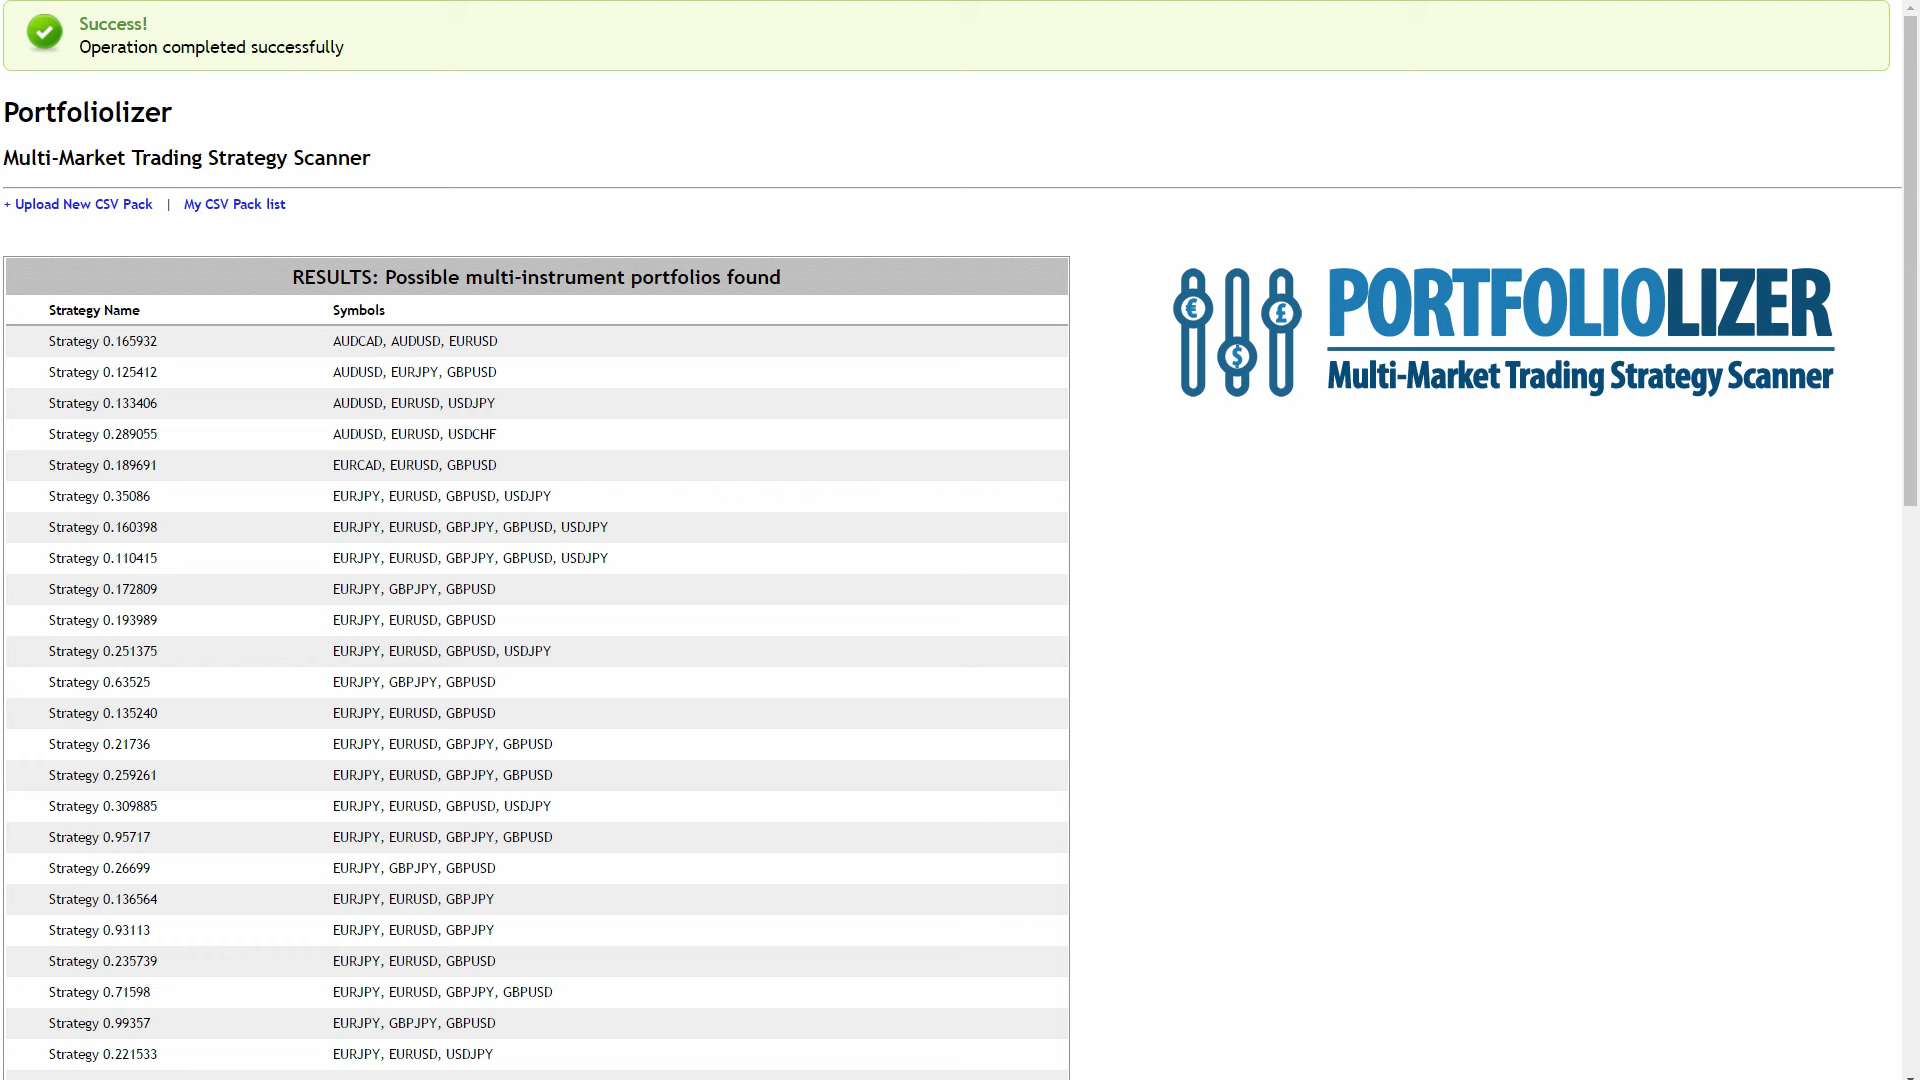 Success!
Operation completed successfully
Portfoliolizer
Multi-Market Trading Strategy Scanner
+ Upload New CSV Pack | My CSV Pack list
RESULTS: Possible multi-instrument portfolios found
Strategy Name Symbols
Strategy 0.165932 AUDCAD, AUDUSD, EURUSD
Strategy 0.125412 AUDUSD, EURJPY, GBPUSD
Strategy 0.133406 AUDUSD, EURUSD, USDJPY
Strategy 0.289055 AUDUSD, EURUSD, USDCHF
Strategy 0.189691 EURCAD, EURUSD, GBPUSD
Strategy 0.35086 EURJPY, EURUSD, GBPUSD, USDJPY
Strategy 0.160398 EURJPY, EURUSD, GBPJPY, GBPUSD, USDJPY
Strategy 0.110415 EURJPY, EURUSD, GBPJPY, GBPUSD, USDJPY
Strategy 0.172809 EURJPY, GBPJPY, GBPUSD
Strategy 0.193989 EURJPY, EURUSD, GBPUSD
Strategy 0.251375 EURJPY, EURUSD, GBPUSD, USDJPY
Strategy 0.63525 EURJPY, GBPJPY, GBPUSD
Strategy 0.135240 EURJPY, EURUSD, GBPUSD
Strategy 0.21736 EURJPY, EURUSD, GBPJPY, GBPUSD
Strategy 0.259261 EURJPY, EURUSD, GBPJPY, GBPUSD
Strategy 0.309885 EURJPY, EURUSD, GBPUSD, USDJPY
Strategy 0.95717 EURJPY, EURUSD, GBPJPY, GBPUSD
Strategy 0.26699 EURJPY, GBPJPY, GBPUSD
Strategy 0.136564 EURJPY, EURUSD, GBPJPY
Strategy 0.93113 EURJPY, EURUSD, GBPJPY
Strategy 0.235739 EURJPY, EURUSD, GBPUSD
Strategy 0.71598 EURJPY, EURUSD, GBPJPY, GBPUSD
Strategy 0.99357 EURJPY, GBPJPY, GBPUSD
Strategy 0.221533 EURJPY, EURUSD, USDJPY
€ $ £
PORTFOLIOLIZER
Multi-Market Trading Strategy Scanner